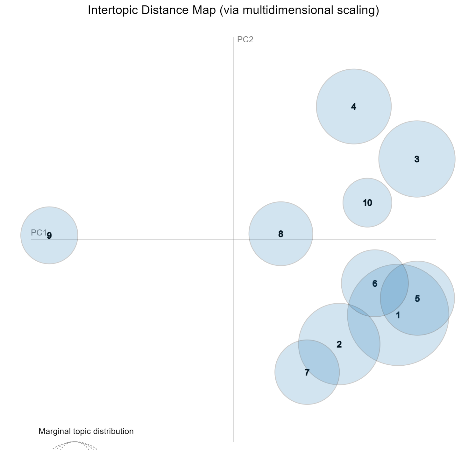 Intertopic Distance Map (via multidimensional scaling)
PC2
4
3
10
PC1
9
8
6
5
1
2
7
Marginal topic distribution